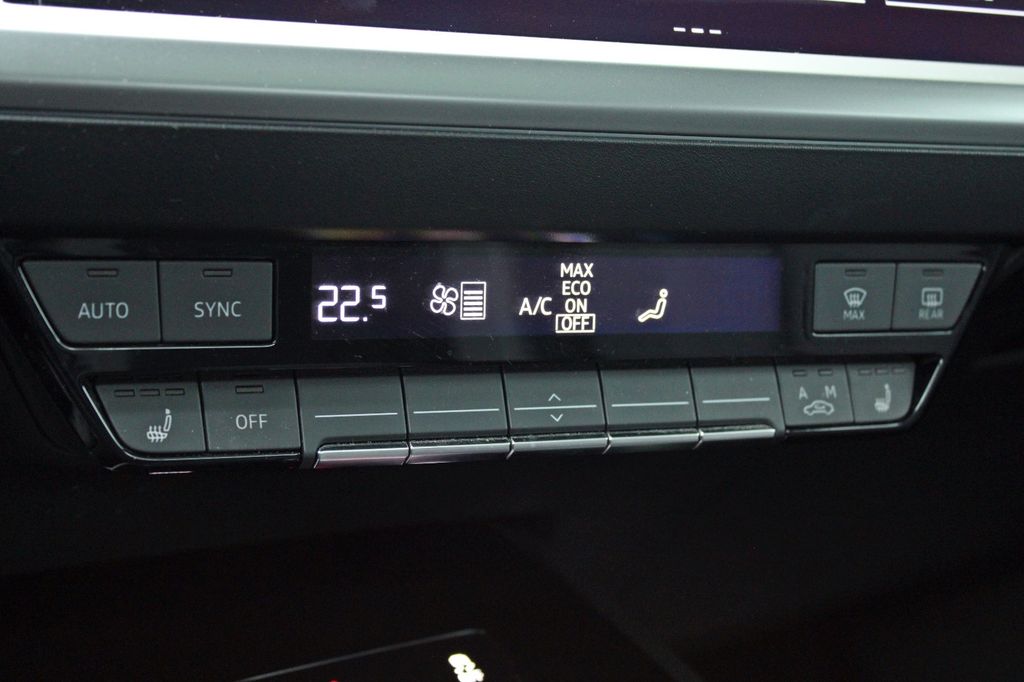 ---
AUTO
SYNC
22.5
A/C
MAX
ECO
ON
OFF
MAX
REAR
OFF
A M